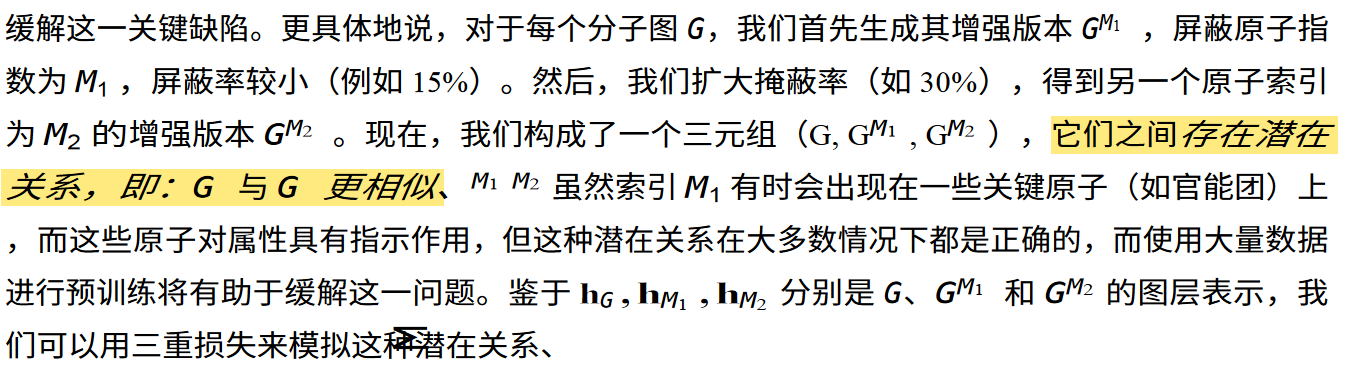 缓解这一关键缺陷。更具体地说，对于每个分子图 G，我们首先生成其增强版本 G^{M_1} ，屏蔽原子指
数为 M_1 ，屏蔽率较小（例如 15%）。然后，我们扩大掩蔽率（如 30%），得到另一个原子索引
为 M_2 的增强版本 G^{M_2} 。现在，我们构成了一个三元组（G, G^{M_1} , G^{M_2} ），它们之间存在潜在
关系，即：G 与 G 更相似、^{M_1} ^{M_2} 虽然索引 M_1 有时会出现在一些关键原子（如官能团）上
，而这些原子对属性具有指示作用，但这种潜在关系在大多数情况下都是正确的，而使用大量数据
进行预训练将有助于缓解这一问题。鉴于 h_G , h_{M_1} , h_{M_2} 分别是 G、G^{M_1} 和 G^{M_2} 的图层表示，我
们可以用三重损失来模拟这种潜在关系、